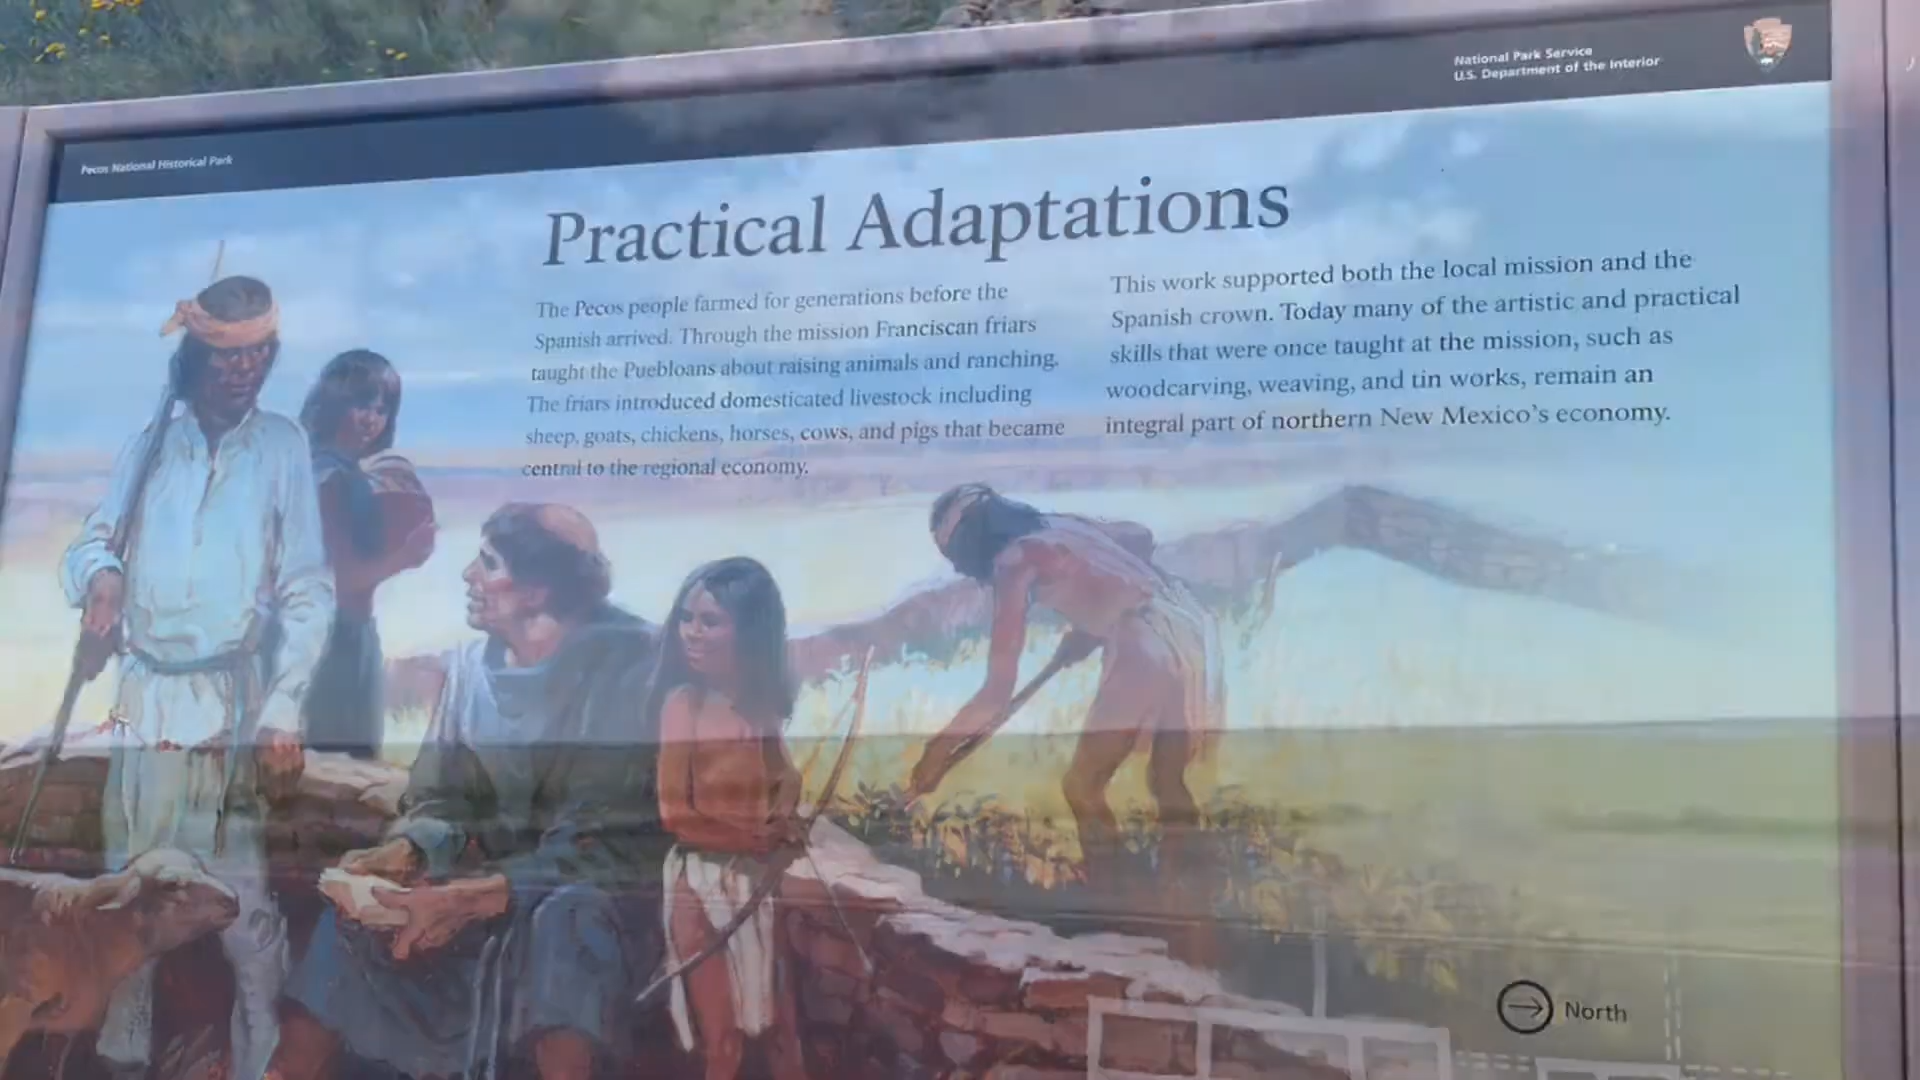 National Park Service
U.S. Department of the Interior
Pecos National Historical Park
Practical Adaptations
The Pecos people farmed for generations before the
Spanish arrived. Through the mission Franciscan friars
taught the Puebloans about raising animals and ranching.
The friars introduced domesticated livestock including
sheep, goats, chickens, horses, cows, and pigs that became
central to the regional economy.
This work supported both the local mission and the
Spanish crown. Today many of the artistic and practical
skills that were once taught at the mission, such as
woodcarving, weaving, and tin works, remain an
integral part of northern New Mexico's economy.
North